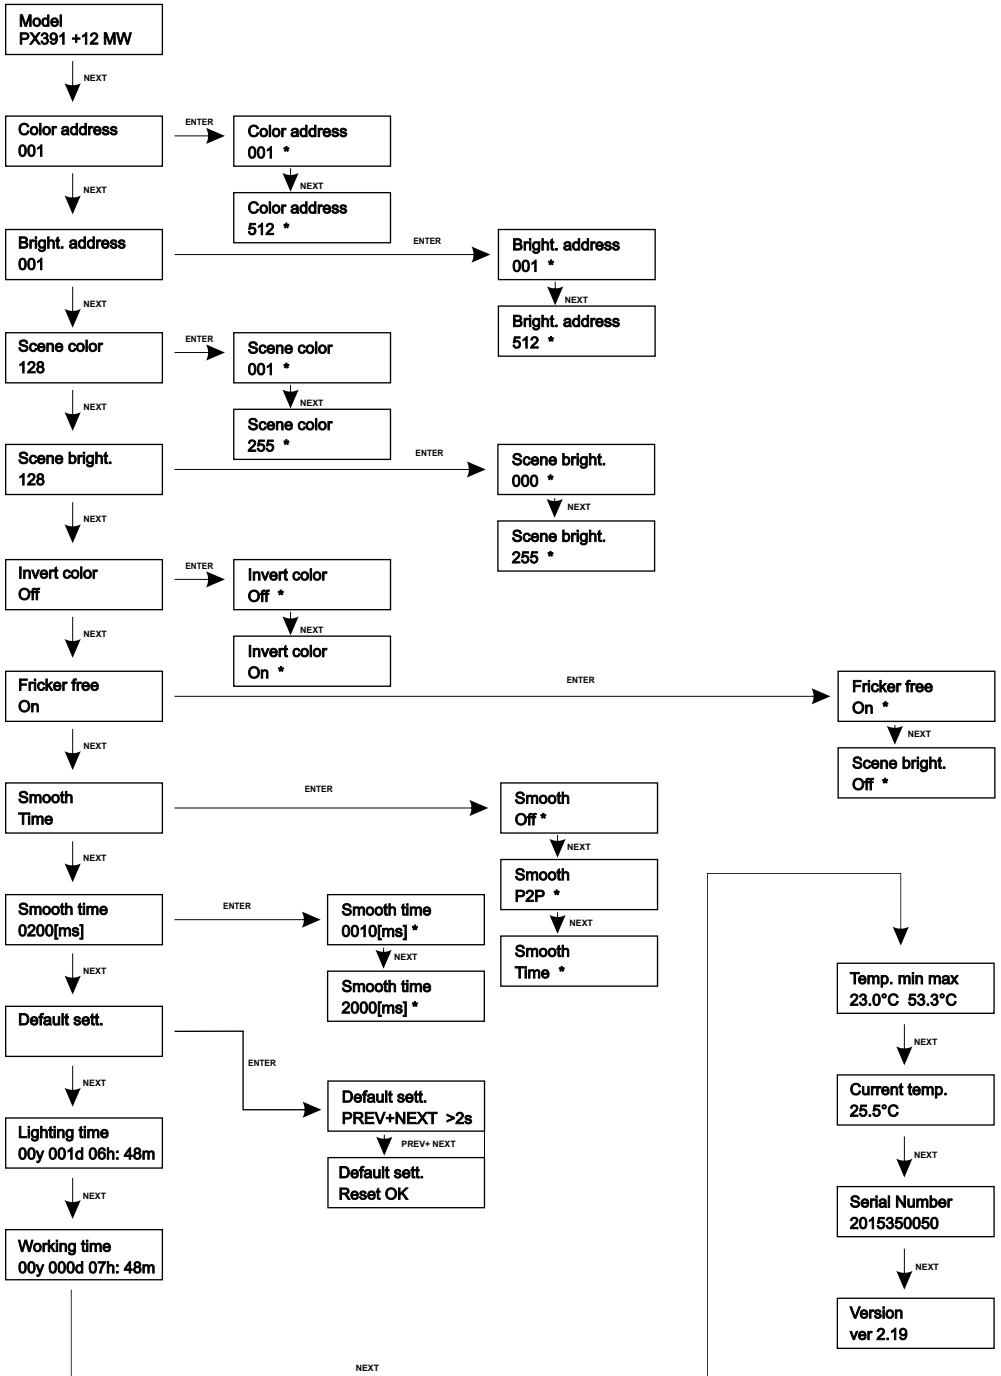 Model
PX391 +12 MW
NEXT
Color address
001
ENTER
Color address
001 *
NEXT
Color address
512 *
NEXT
Bright. address
001
ENTER
Bright. address
001 *
NEXT
Bright. address
512 *
NEXT
Scene color
128
ENTER
Scene color
001 *
NEXT
Scene color
255 *
NEXT
Scene bright.
128
ENTER
Scene bright.
000 *
NEXT
Scene bright.
255 *
NEXT
Invert color
Off
ENTER
Invert color
Off *
NEXT
Invert color
On *
NEXT
Fricker free
On
ENTER
Fricker free
On *
NEXT
Scene bright.
Off *
NEXT
Smooth
Time
ENTER
Smooth
Off *
NEXT
Smooth
P2P *
NEXT
Smooth
Time *
NEXT
Smooth time
0200[ms]
ENTER
Smooth time
0010[ms] *
NEXT
Smooth time
2000[ms] *
NEXT
Default sett.
ENTER
Default sett.
PREV+NEXT >2s
PREV+ NEXT
Default sett.
Reset OK
NEXT
Lighting time
00y 001d 06h: 48m
NEXT
Working time
00y 000d 07h: 48m
NEXT
Temp. min max
23.0°C 53.3°C
NEXT
Current temp.
25.5°C
NEXT
Serial Number
2015350050
NEXT
Version
ver 2.19